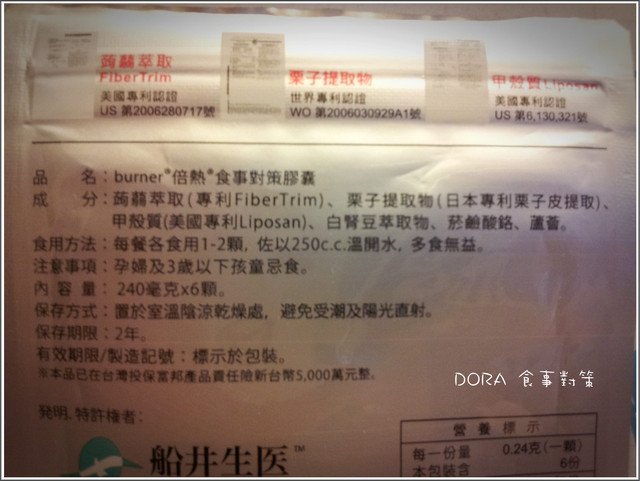 蒟蒻萃取
FiberTrim
美國專利認證
US 第2006280717號
栗子提取物
世界專利認證
WO 第2006030929A1號
甲殼質Liposan
美國專利認證
US 第6,130,321號
品 名：burner®倍熱®食事對策膠囊
成 分：蒟蒻萃取(專利FiberTrim)、栗子提取物(日本專利栗子皮提取)、
甲殼質(美國專利Liposan)、白腎豆萃取物、菸鹼酸鉻、蘆薈。
食用方法：每餐各食用1-2顆, 佐以250c.c.溫開水, 多食無益。
注意事項：孕婦及3歲以下孩童忌食。
內 容 量：240毫克x6顆。
保存方式：置於室溫陰涼乾燥處, 避免受潮及陽光直射。
保存期限：2年。
有效期限/製造記號：標示於包裝。
※本品已在台灣投保富邦產品責任險新台幣5,000萬元整。
DORA 食事對策
發明.特許權者:
船井生医™
營養標示
每一份量 0.24克(一顆)
本包裝含 6份